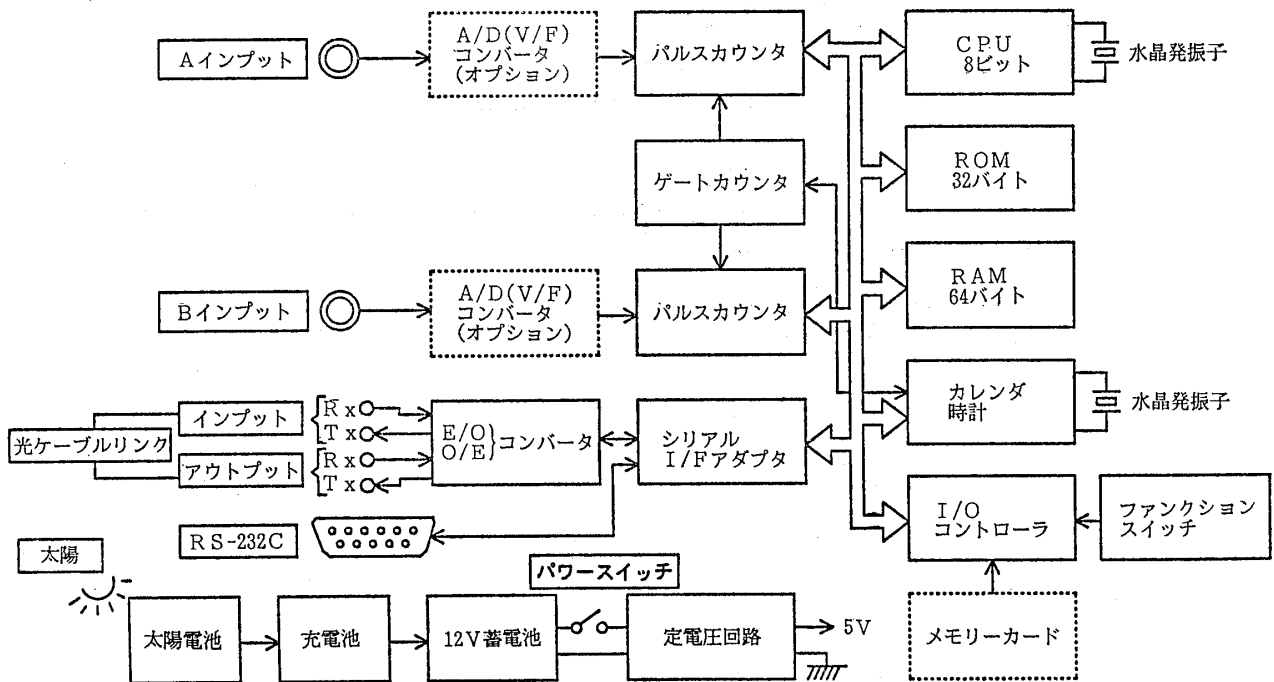 Aインプット
A/D(V/F)
コンバータ
(オプション)
パルスカウンタ
CPU
8ビット
水晶発振子
ゲートカウンタ
ROM
32バイト
Bインプット
A/D(V/F)
コンバータ
(オプション)
パルスカウンタ
RAM
64バイト
カレンダ
時計
水晶発振子
光ケーブルリンク
インプット
Rx
Tx
アウトプット
Rx
Tx
E/O
O/E}コンバータ
シリアル
I/Fアダプタ
RS-232C
I/O
コントローラ
ファンクション
スイッチ
太陽
パワースイッチ
太陽電池
充電池
12V蓄電池
定電圧回路
5V
メモリーカード